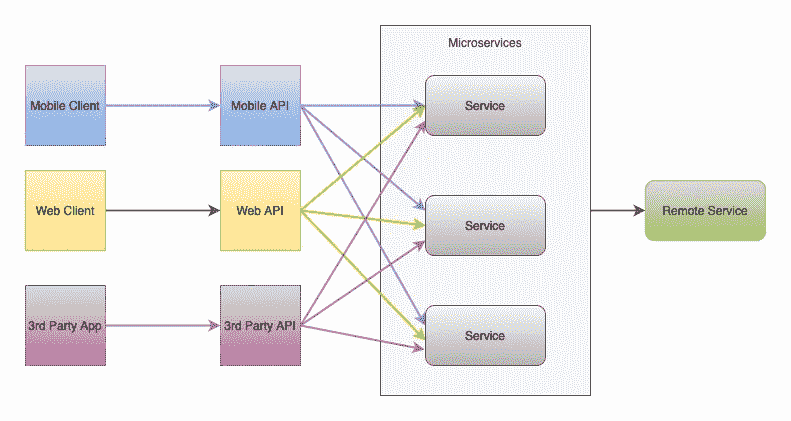 Microservices
Mobile Client
Mobile API
Service
Web Client
Web API
Service
Remote Service
3rd Party App
3rd Party API
Service